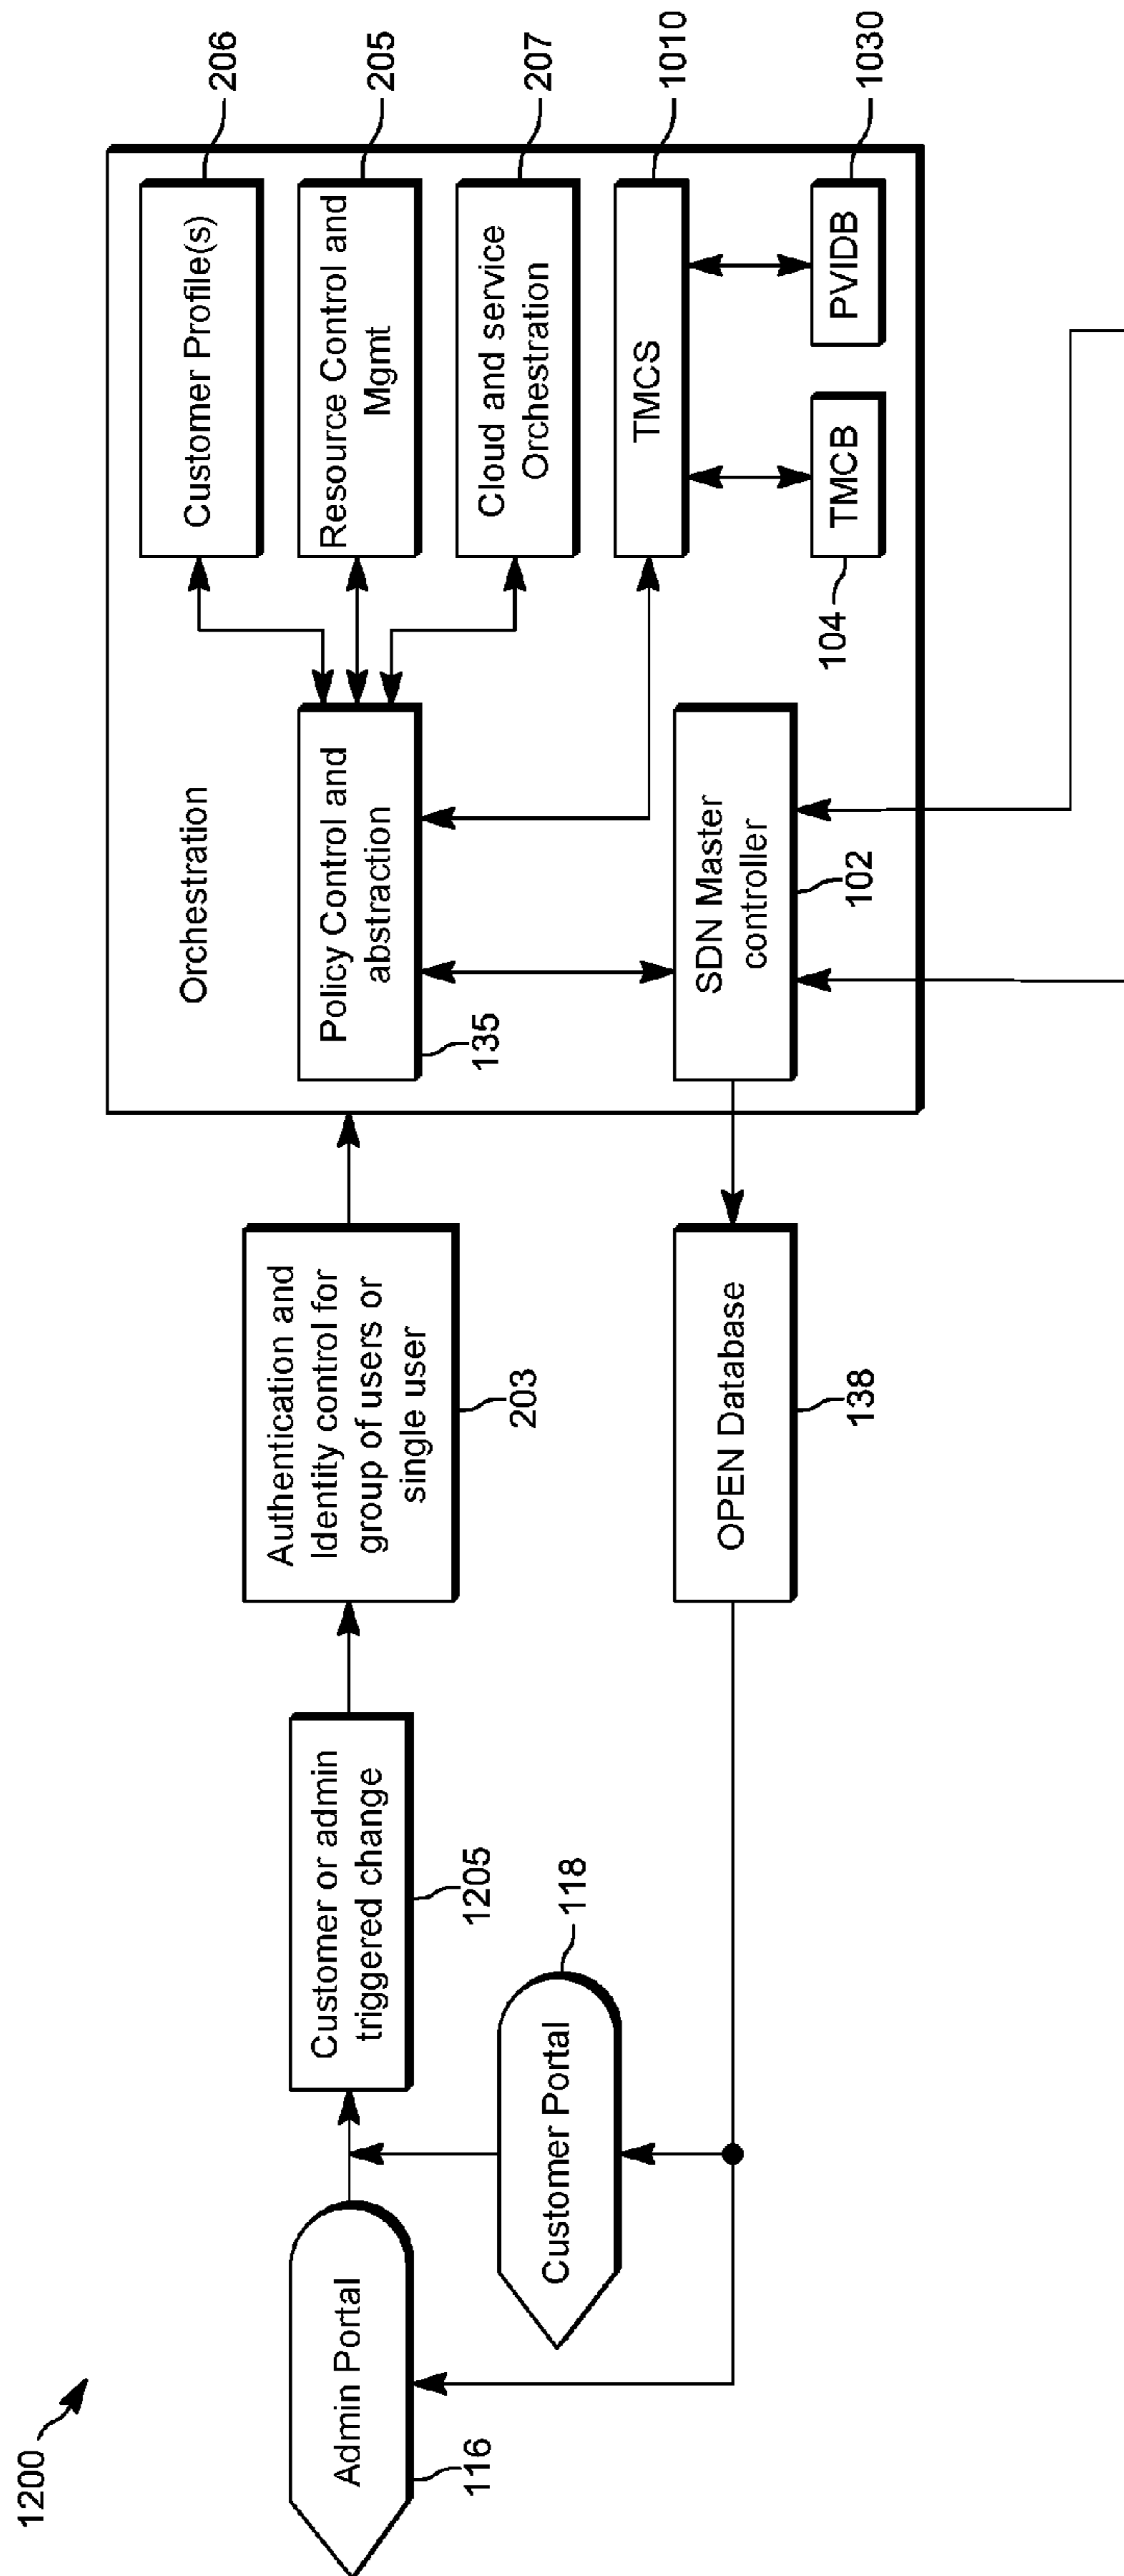 1200
Admin Portal
116
Customer Portal
118
Customer or admin
triggered change
1205
Authentication and
Identity control for
group of users or
single user
203
OPEN Database
138
Orchestration
Policy Control and
abstraction
135
SDN Master
controller
102
Customer Profile(s)
206
Resource Control and
Mgmt
205
Cloud and service
Orchestration
207
TMCS
1010
TMCB
104
PVIDB
1030